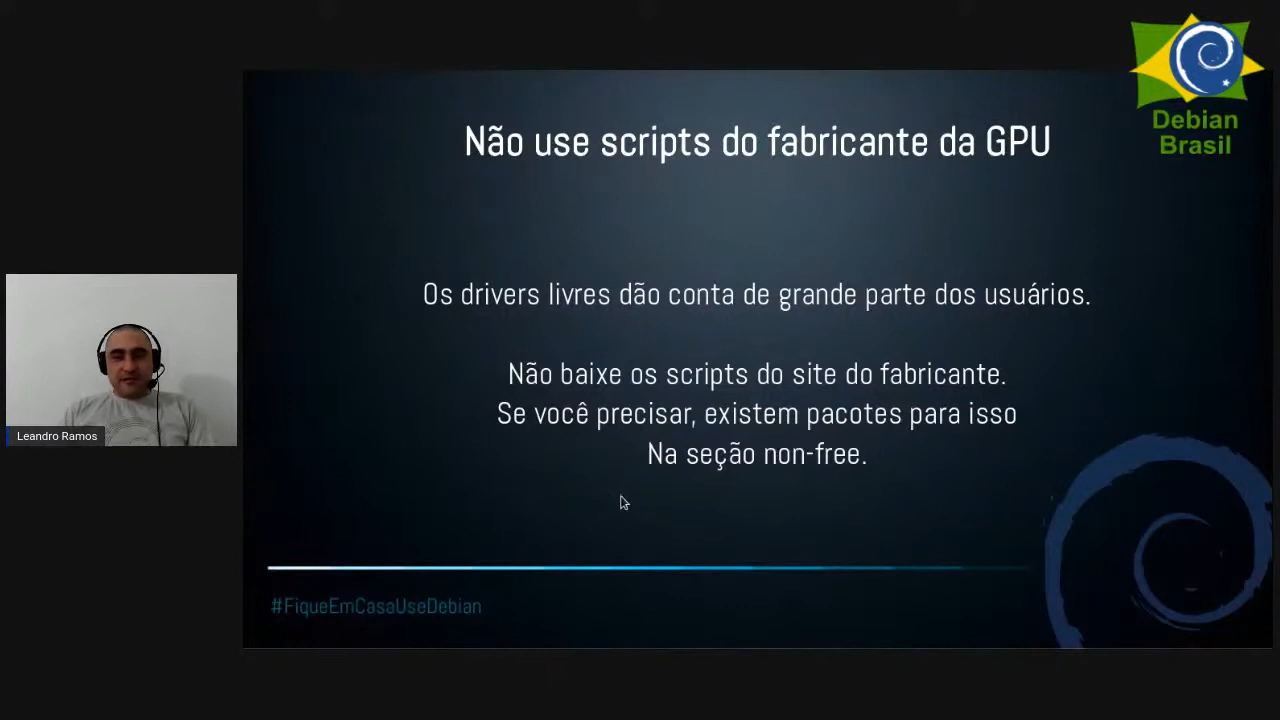 Debian
Brasil
Não use scripts do fabricante da GPU
Os drivers livres dão conta de grande parte dos usuários.
Não baixe os scripts do site do fabricante.
Se você precisar, existem pacotes para isso
Na seção non-free.
Leandro Ramos
#FiqueEmCasaUseDebian